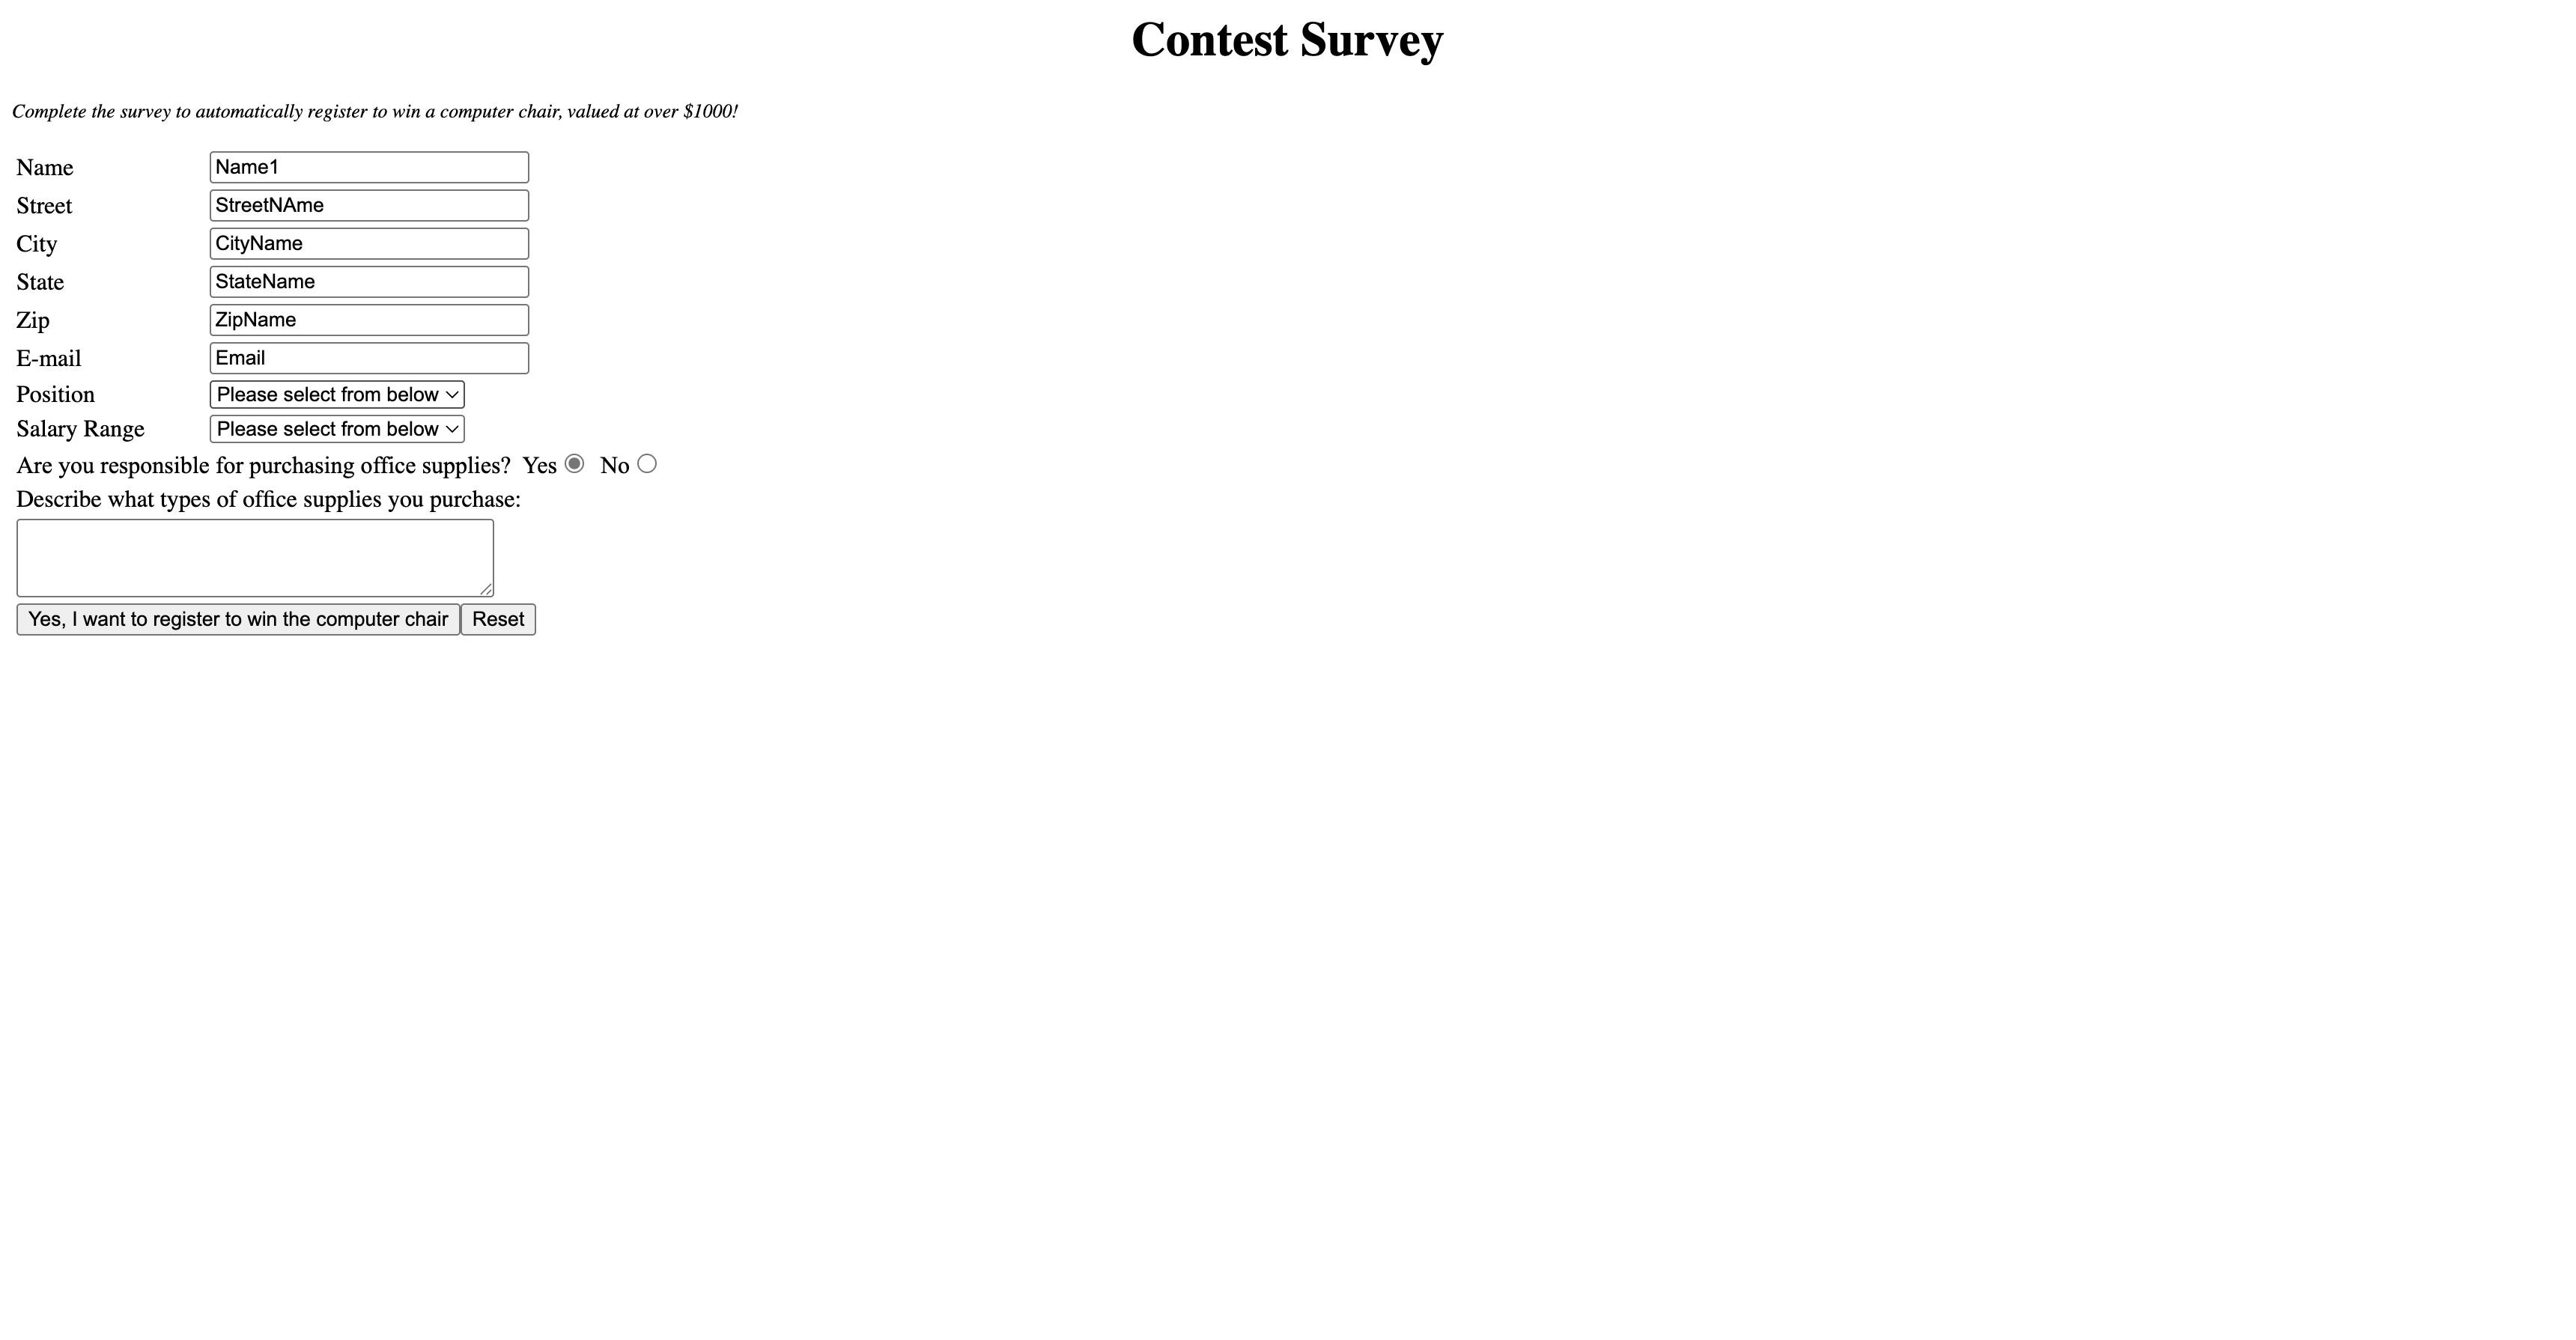 Contest Survey
Complete the survey to automatically register to win a computer chair, valued at over $1000!
Name Name1
Street StreetNAme
City CityName
State StateName
Zip ZipName
E-mail Email
Position Please select from below
Salary Range Please select from below
Are you responsible for purchasing office supplies? Yes No
Describe what types of office supplies you purchase:
Yes, I want to register to win the computer chair Reset